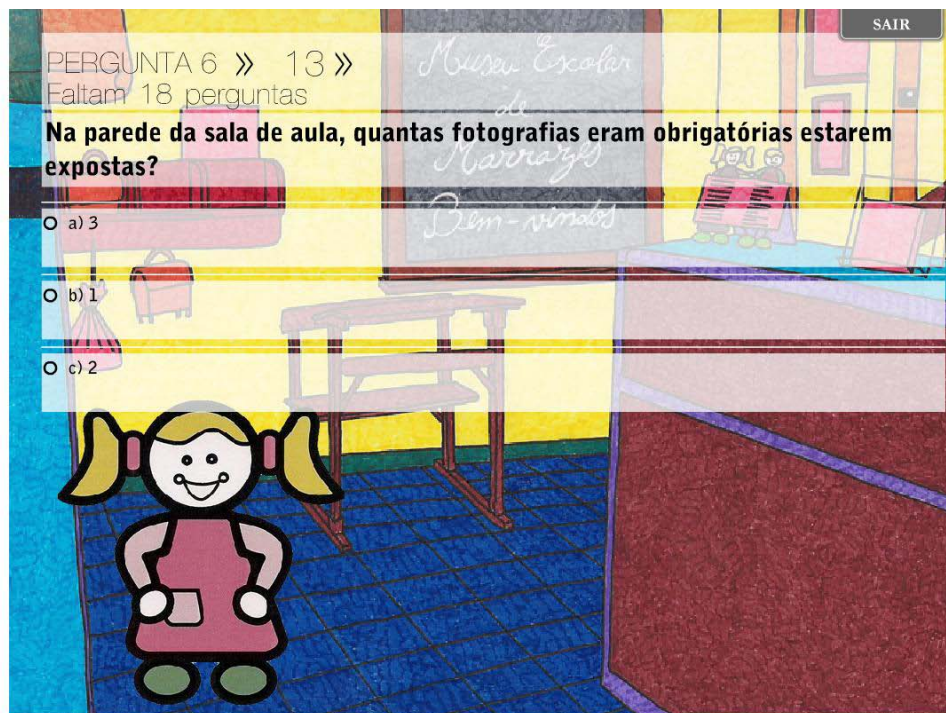 SAIR
PERGUNTA 6 » 13 »
Faltam 18 perguntas
Na parede da sala de aula, quantas fotografias eram obrigatórias estarem
expostas?
a) 3
b) 1
c) 2
Museu Escolar
de
Marrazes
Bem-vindos